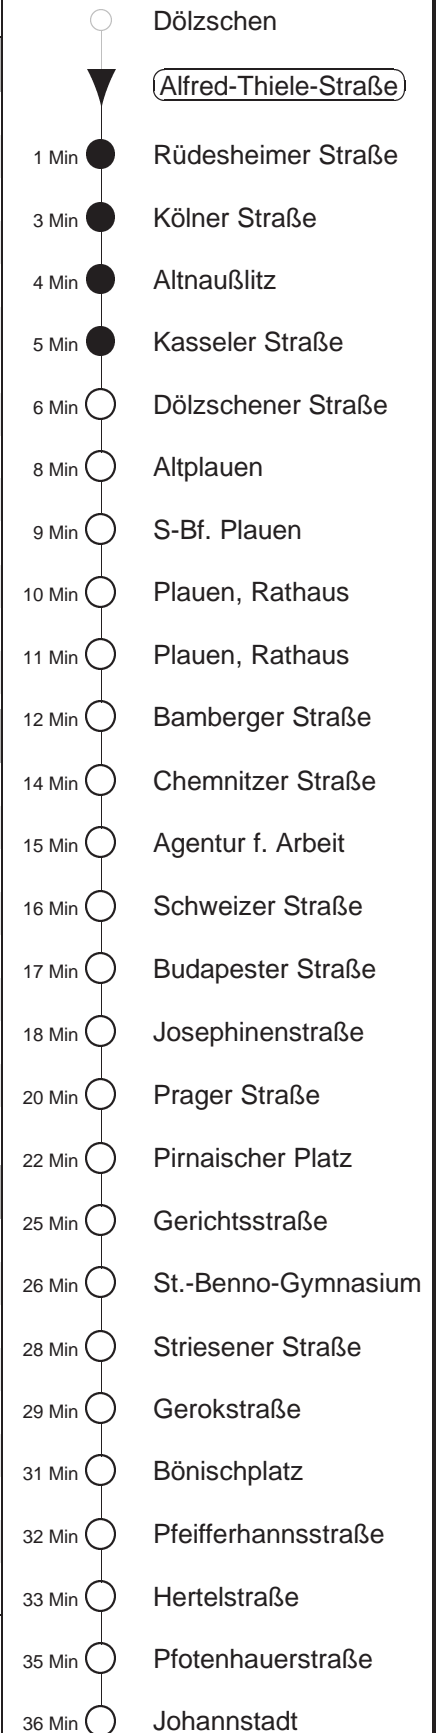 Dölzschen
Alfred-Thiele-Straße
1 Min Rüdesheimer Straße
3 Min Kölner Straße
4 Min Altnaußlitz
5 Min Kasseler Straße
6 Min Dölzschener Straße
8 Min Altplauen
9 Min S-Bf. Plauen
10 Min Plauen, Rathaus
11 Min Plauen, Rathaus
12 Min Bamberger Straße
14 Min Chemnitzer Straße
15 Min Agentur f. Arbeit
16 Min Schweizer Straße
17 Min Budapester Straße
18 Min Josephinenstraße
20 Min Prager Straße
22 Min Pirnaischer Platz
25 Min Gerichtsstraße
26 Min St.-Benno-Gymnasium
28 Min Striesener Straße
29 Min Gerokstraße
31 Min Bönischplatz
32 Min Pfeifferhannsstraße
33 Min Hertelstraße
35 Min Pfotenhauerstraße
36 Min Johannstadt